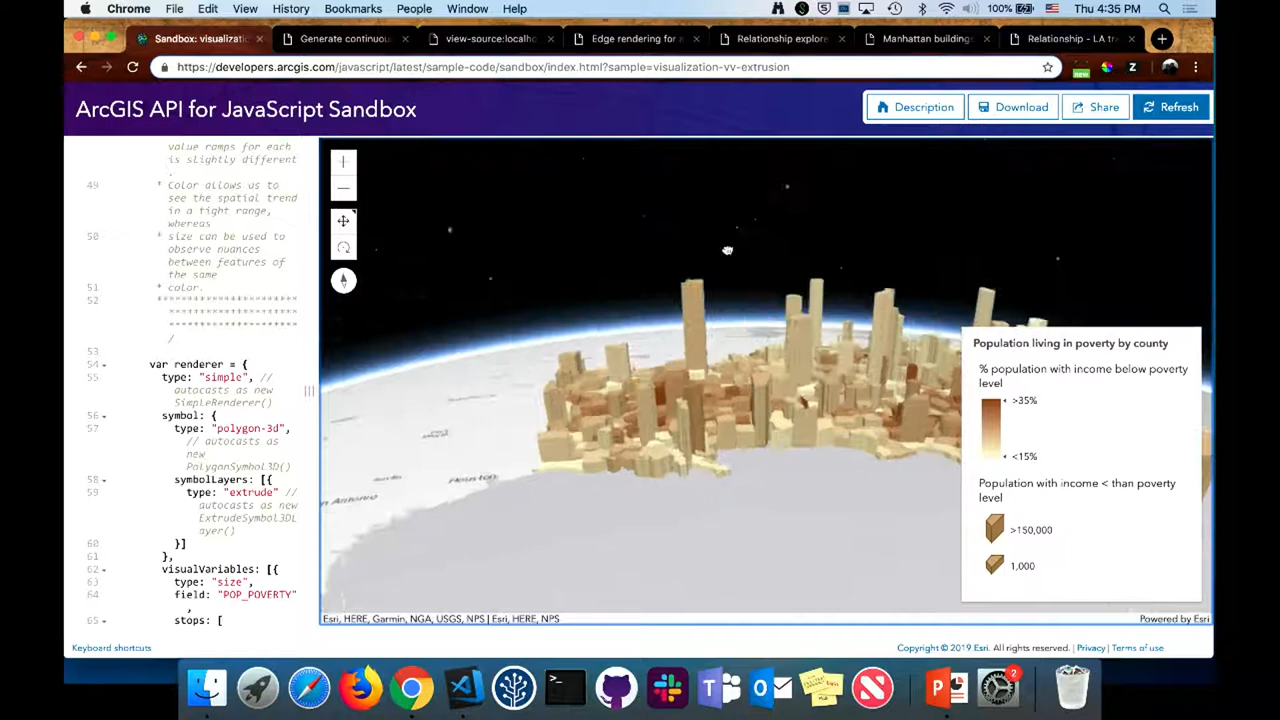 Chrome File Edit View History Bookmarks People Window Help 100% Thu 4:35 PM
Sandbox: visualizati × Generate continuou × view-source:localho × Edge rendering for a × Relationship explore × Manhattan building × Relationship - LA tra ×
https://developers.arcgis.com/javascript/latest/sample-code/sandbox/index.html?sample=visualization-vv-extrusion
new
Z
ArcGIS API for JavaScript Sandbox
Description Download Share Refresh
value ramps for each
is slightly different
.
49 * Color allows us to
see the spatial trend
in a tight range,
whereas
50 * size can be used to
observe nuances
between features of
the same
51 * color.
52 **********************
**********************
**********************
/
53
54 var renderer = {
55 type: "simple", //
autocasts as new
SimpleRenderer()
56 symbol: {
57 type: "polygon-3d",
// autocasts as
new
PolygonSymbol3D()
58 symbolLayers: [{
59 type: "extrude" //
autocasts as new
ExtrudeSymbol3DL
ayer()
60 }]
61 },
62 visualVariables: [{
63 type: "size",
64 field: "POP_POVERTY"
,
65 stops: [
Houston
Population living in poverty by county
% population with income below poverty
level
>35%
<15%
Population with income < than poverty
level
>150,000
1,000
Esri, HERE, Garmin, NGA, USGS, NPS | Esri, HERE, NPS
Powered by Esri
Keyboard shortcuts
Copyright © 2019 Esri. All rights reserved. | Privacy | Terms of use
2